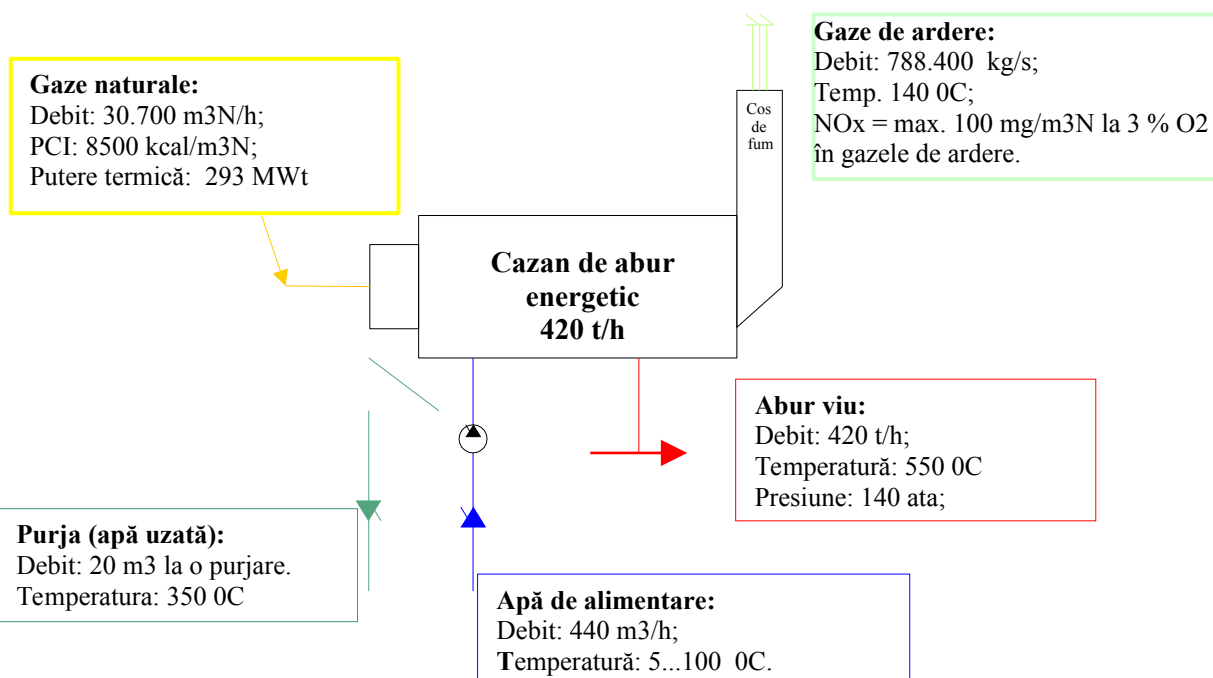 Gaze naturale:
Debit: 30.700 m3N/h;
PCI: 8500 kcal/m3N;
Putere termică: 293 MWt
Cos
de
fum
Gaze de ardere:
Debit: 788.400 kg/s;
Temp. 140 0C;
NOx = max. 100 mg/m3N la 3 % O2
în gazele de ardere.
Cazan de abur
energetic
420 t/h
Abur viu:
Debit: 420 t/h;
Temperatură: 550 0C
Presiune: 140 ata;
Purja (apă uzată):
Debit: 20 m3 la o purjare.
Temperatura: 350 0C
Apă de alimentare:
Debit: 440 m3/h;
Temperatură: 5...100 0C.